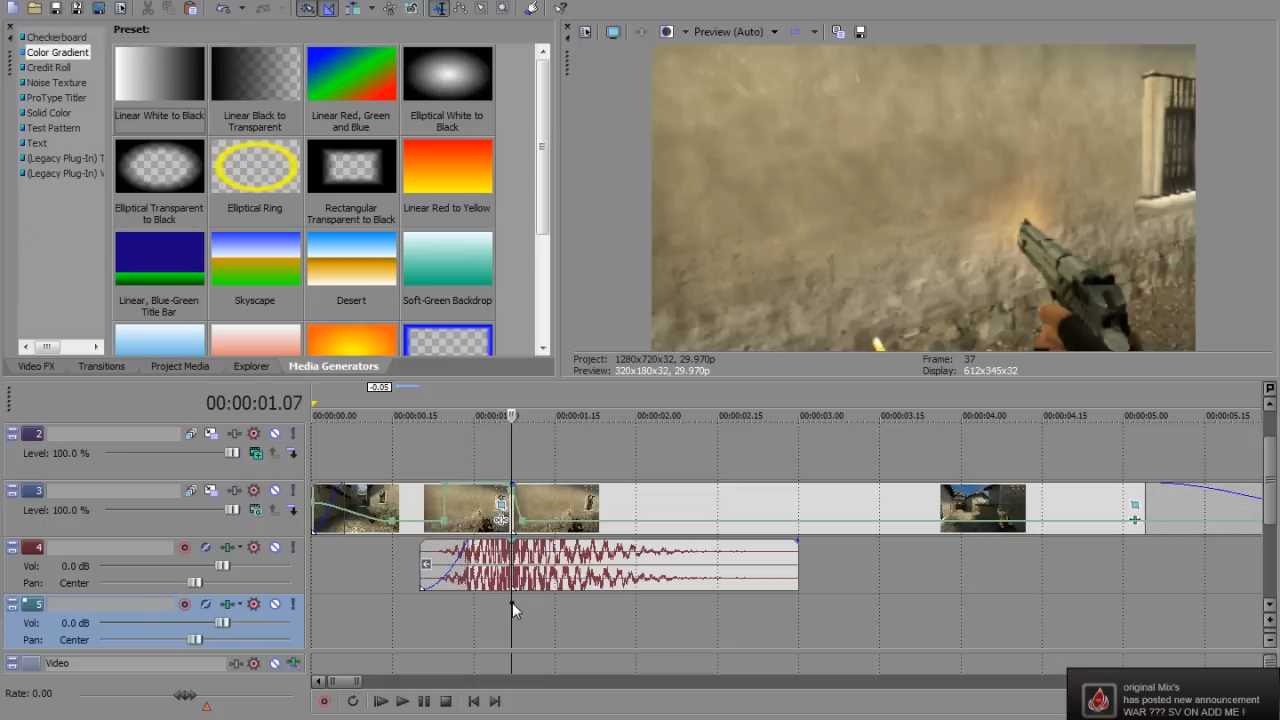 Preset:
Preview (Auto)
Checkerboard
Color Gradient
Credit Roll
Noise Texture
ProType Titler
Solid Color
Test Pattern
Text
(Legacy Plug-In) T
(Legacy Plug-In) V
Linear White to Black
Linear Black to
Transparent
Linear Red, Green
and Blue
Elliptical White to
Black
Elliptical Transparent
to Black
Elliptical Ring
Rectangular
Transparent to Black
Linear Red to Yellow
Linear, Blue-Green
Title Bar
Skyscape
Desert
Soft-Green Backdrop
Video FX
Transitions
Project Media
Explorer
Media Generators
Project: 1280x720x32, 29.970p
Preview: 320x180x32, 29.970p
Frame: 37
Display: 612x345x32
-0.05
00:00:01.07
00:00:00.00
00:00:00.15
00:00:01.15
00:00:02.00
00:00:02.15
00:00:03.00
00:00:03.15
00:00:04.00
00:00:04.15
00:00:05.00
00:00:05.15
2
Level: 100.0 %
3
Level: 100.0 %
4
Vol: 0.0 dB
Pan: Center
5
Vol: 0.0 dB
Pan: Center
Video
Rate: 0.00
original Mix's
has posted new announcement
WAR ??? SV ON ADD ME !